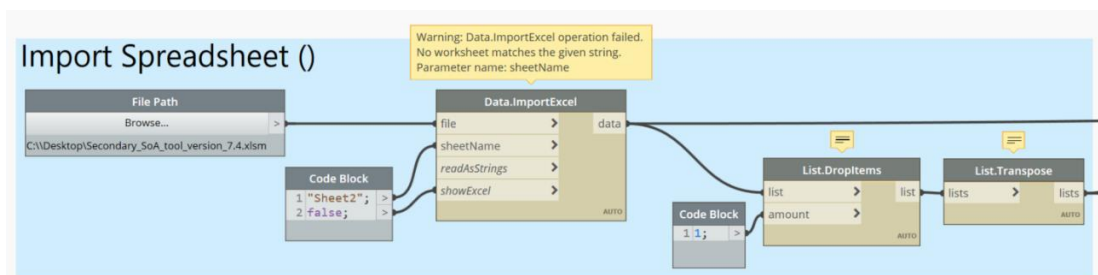 Import Spreadsheet ()
Warning: Data.ImportExcel operation failed.
No worksheet matches the given string.
Parameter name: sheetName
File Path
Browse...
>
C:\\Desktop\Secondary_SoA_tool_version_7.4.xlsm
Data.ImportExcel
file > data
sheetName >
readAsStrings >
showExcel >
AUTO
Code Block
1 "Sheet2"; >
2 false; >
List.DropItems
list > list
amount >
AUTO
Code Block
1 1; >
List.Transpose
lists > lists
AUTO